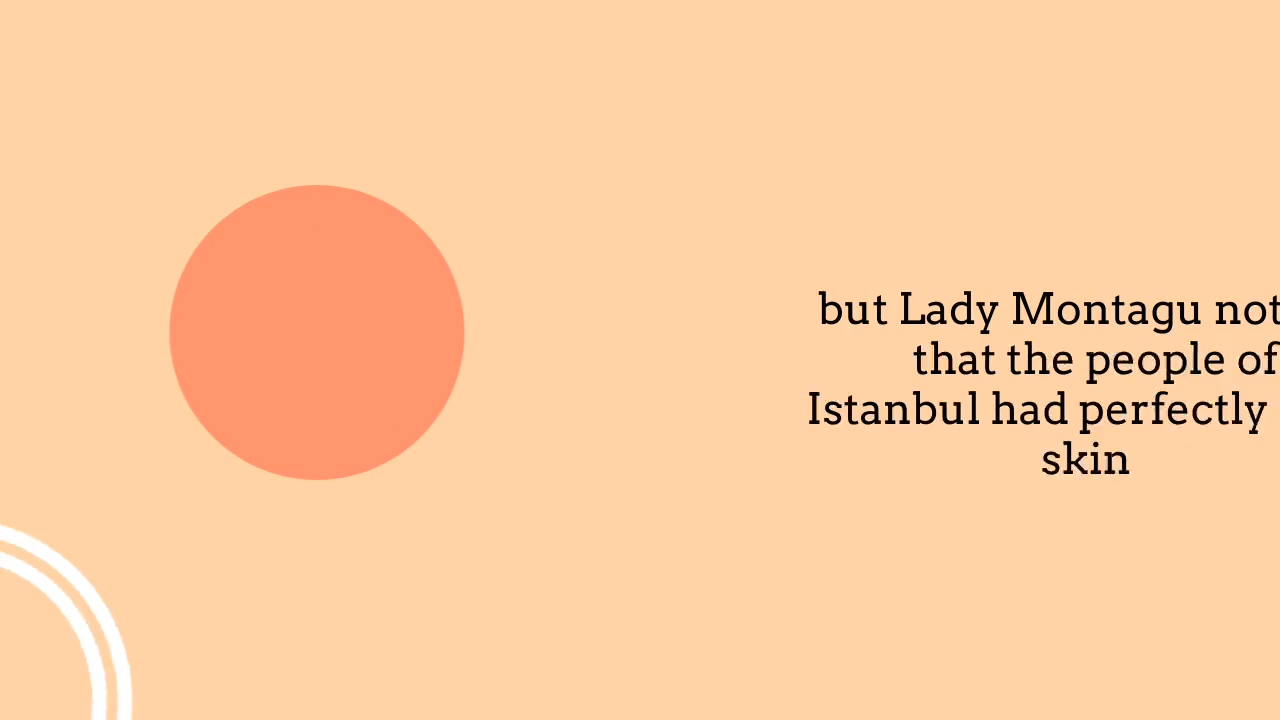 but Lady Montagu not
that the people of
Istanbul had perfectly
skin